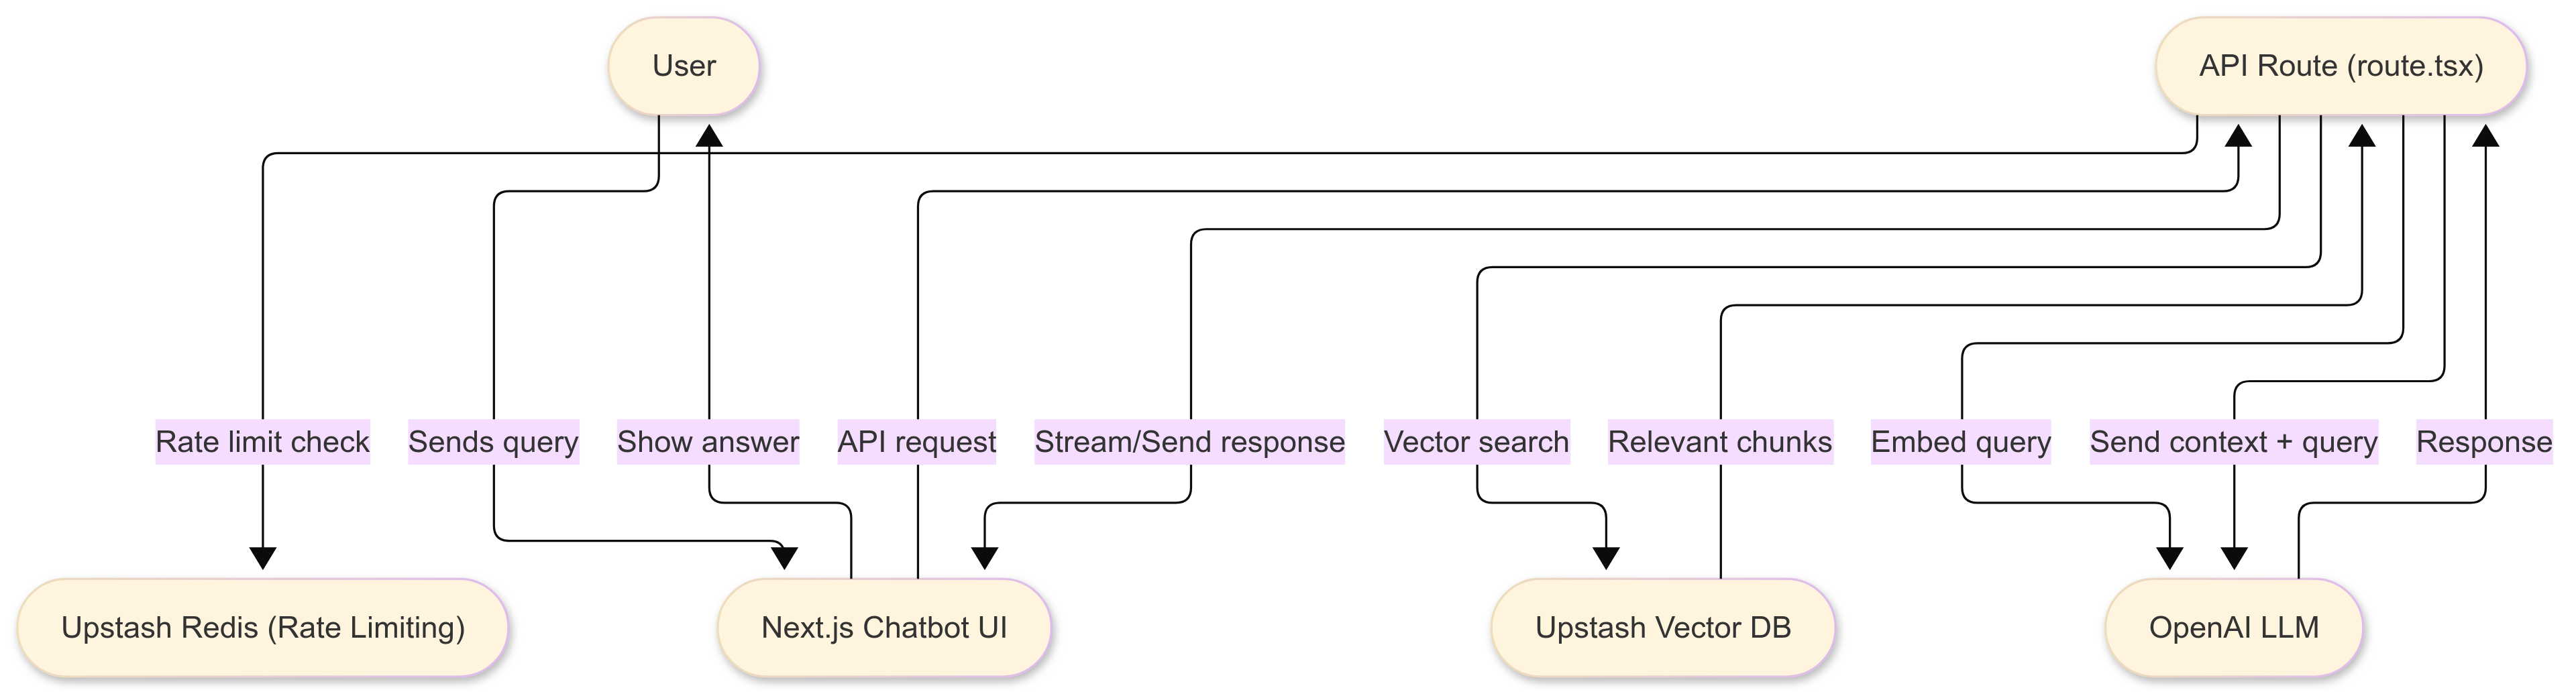 User
API Route (route.tsx)
Rate limit check
Sends query
Show answer
API request
Stream/Send response
Vector search
Relevant chunks
Embed query
Send context + query
Response
Upstash Redis (Rate Limiting)
Next.js Chatbot UI
Upstash Vector DB
OpenAI LLM